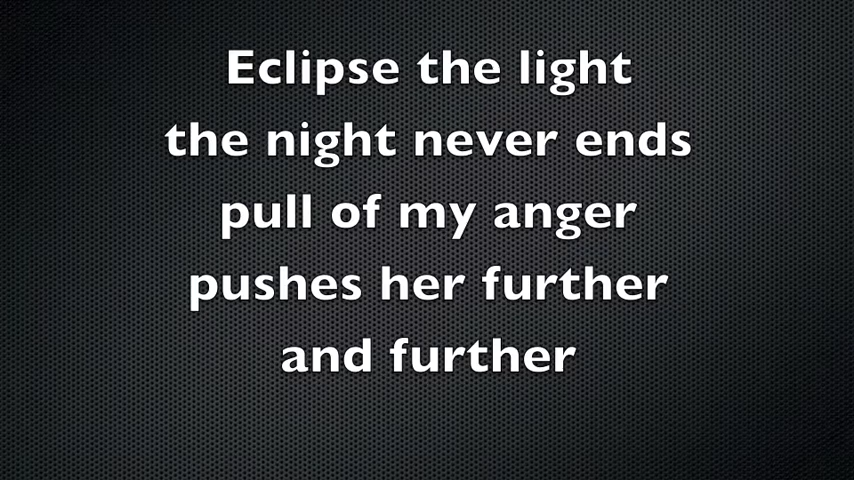 Eclipse the light
the night never ends
pull of my anger
pushes her further
and further